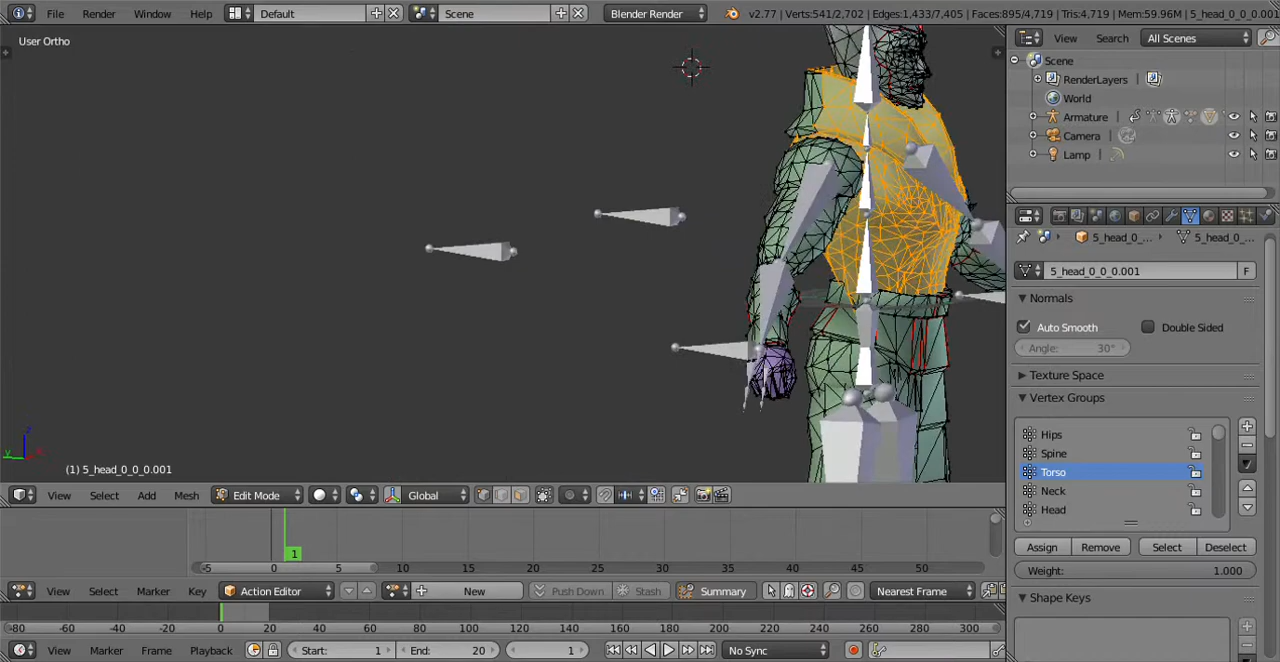 File Render Window Help Default Scene Blender Render v2.77 | Verts:541/2,702 | Edges:1,433/7,405 | Faces:895/4,719 | Tris:4,719 | Mem:59.96M | 5_head_0_0_0.001
User Ortho
View Search All Scenes
Scene
RenderLayers
World
Armature
Camera
Lamp
5_head_0_... 5_head_0_0...
5_head_0_0_0.001 F
Normals
Auto Smooth Double Sided
Angle: 30°
Texture Space
Vertex Groups
Hips
Spine
Torso
Neck
Head
(1) 5_head_0_0_0.001
View Select Add Mesh Edit Mode Global
Assign Remove Select Deselect
Weight: 1.000
Shape Keys
1
-5 0 5 10 15 20 25 30 35 40 45 50
View Select Marker Key Action Editor New Push Down Stash Summary Nearest Frame
-80 -60 -40 -20 0 20 40 60 80 100 120 140 160 180 200 220 240 260 280 300
View Marker Frame Playback Start: 1 End: 20 1 No Sync